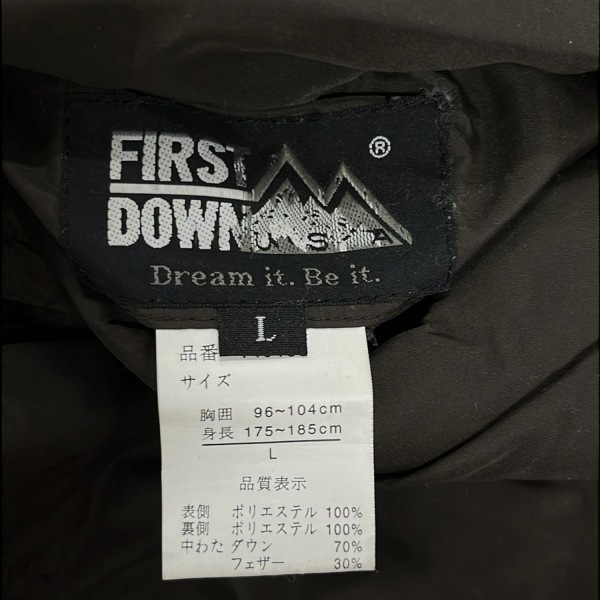 FIRST
®
DOWN
U S A
Dream it. Be it.
L
品番
サイズ
胸囲 96~104cm
身長 175~185cm
L
品質表示
表側 ポリエステル 100%
裏側 ポリエステル 100%
中わた ダウン 70%
フェザー 30%